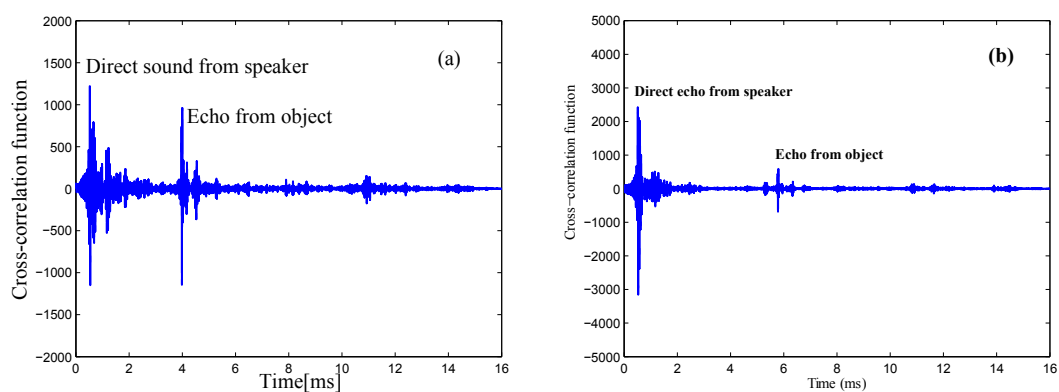 2000
1500
1000
500
0
-500
-1000
-1500
-2000
Cross-correlation function
0 2 4 6 8 10 12 14 16
Time[ms]
(a)
Direct sound from speaker
Echo from object
5000
4000
3000
2000
1000
0
-1000
-2000
-3000
-4000
-5000
Cross-correlation function
0 2 4 6 8 10 12 14 16
Time (ms)
(b)
Direct echo from speaker
Echo from object